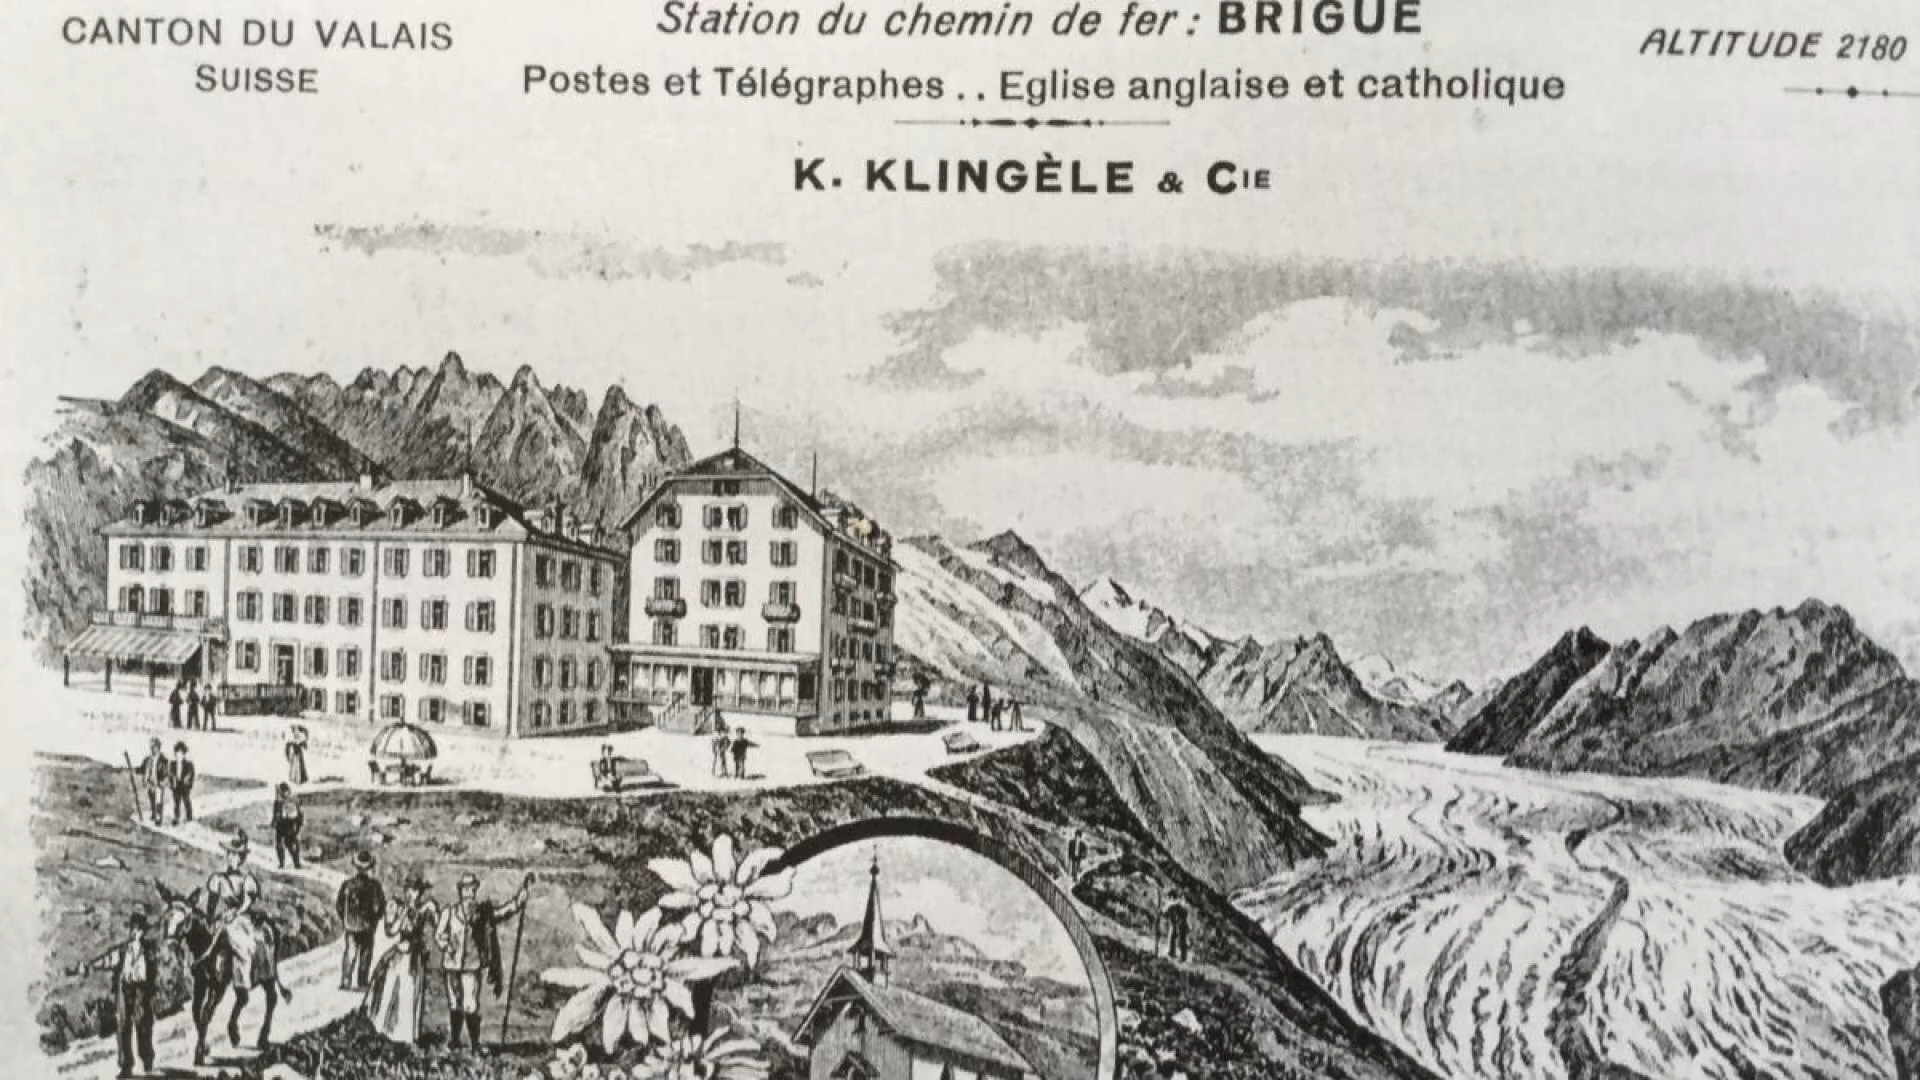 CANTON DU VALAIS
SUISSE
Station du chemin de fer: BRIGUE
Postes et Télégraphes .. Eglise anglaise et catholique
ALTITUDE 2180
K. KLINGÈLE & CIE